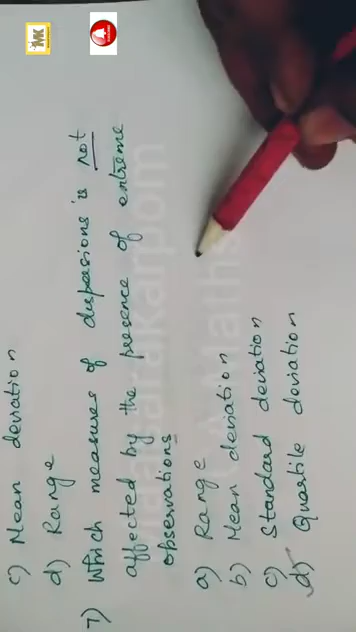 c) Mean deviation
d) Range
7) Which measures of dispersions is not
affected by the presence of extreme
observations
a) Range
b) Mean deviation
c) Standard deviation
d) Quartile deviation
MK